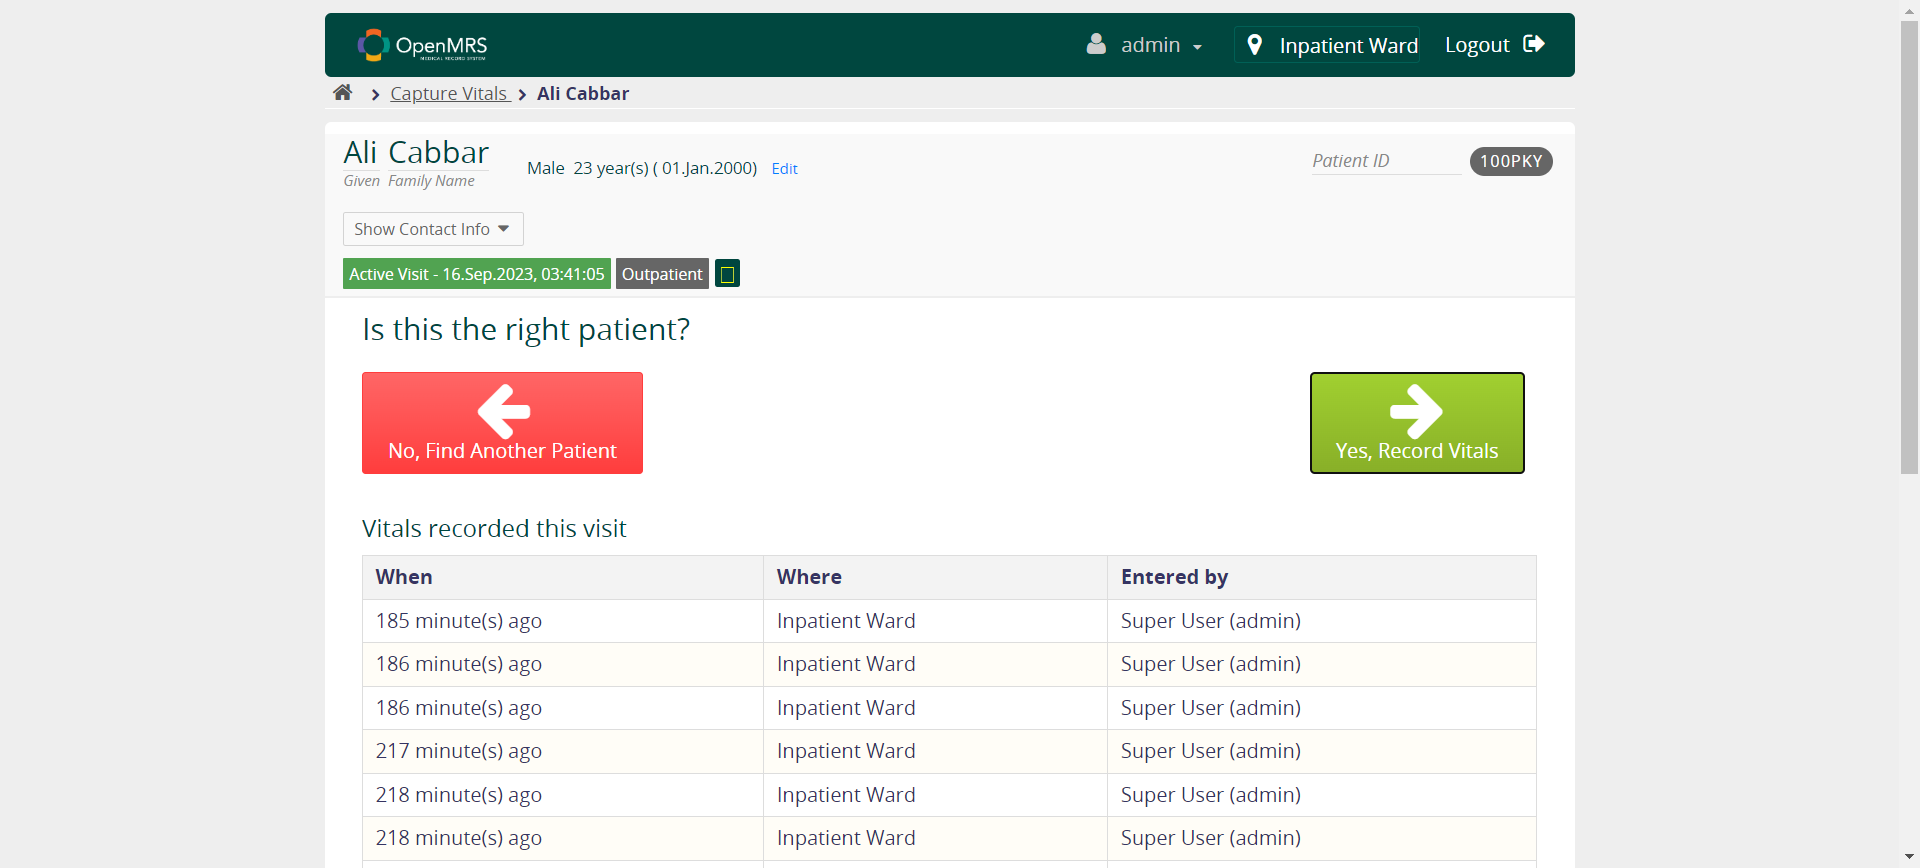 OpenMRS
MEDICAL RECORD SYSTEM
admin
Inpatient Ward
Logout
Capture Vitals
Ali Cabbar
Ali Cabbar
Given Family Name
Male 23 year(s) ( 01.Jan.2000) Edit
Patient ID
100PKY
Show Contact Info
Active Visit - 16.Sep.2023, 03:41:05
Outpatient
Is this the right patient?
No, Find Another Patient
Yes, Record Vitals
Vitals recorded this visit
When Where Entered by
185 minute(s) ago Inpatient Ward Super User (admin)
186 minute(s) ago Inpatient Ward Super User (admin)
186 minute(s) ago Inpatient Ward Super User (admin)
217 minute(s) ago Inpatient Ward Super User (admin)
218 minute(s) ago Inpatient Ward Super User (admin)
218 minute(s) ago Inpatient Ward Super User (admin)